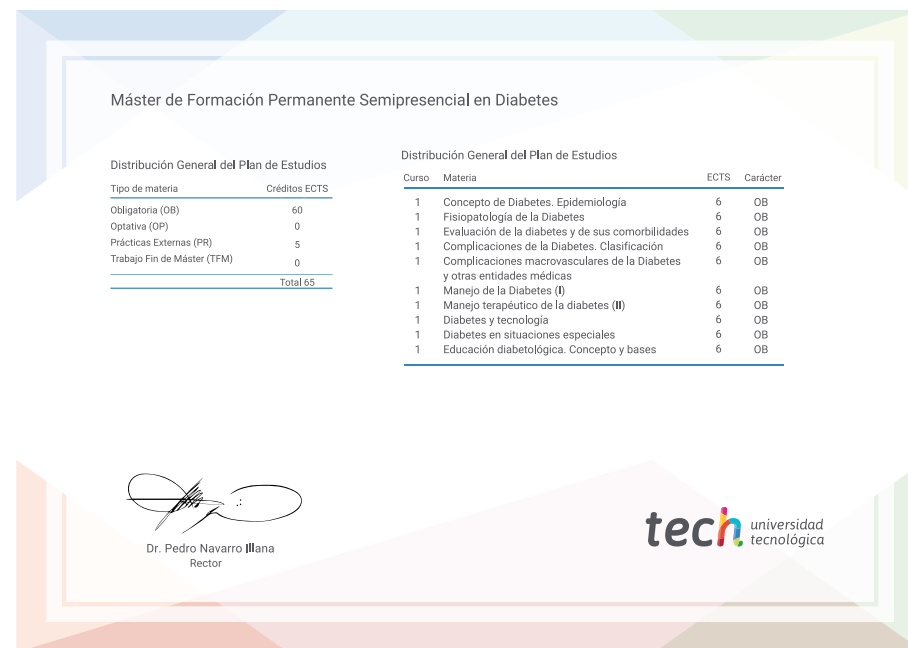 Máster de Formación Permanente Semipresencial en Diabetes
Distribución General del Plan de Estudios
Tipo de materia Créditos ECTS
Obligatoria (OB) 60
Optativa (OP) 0
Prácticas Externas (PR) 5
Trabajo Fin de Máster (TFM) 0
Total 65
Distribución General del Plan de Estudios
Curso Materia ECTS Carácter
1 Concepto de Diabetes. Epidemiología 6 OB
1 Fisiopatología de la Diabetes 6 OB
1 Evaluación de la diabetes y de sus comorbilidades 6 OB
1 Complicaciones de la Diabetes. Clasificación 6 OB
1 Complicaciones macrovasculares de la Diabetes 6 OB
y otras entidades médicas
1 Manejo de la Diabetes (I) 6 OB
1 Manejo terapéutico de la diabetes (II) 6 OB
1 Diabetes y tecnología 6 OB
1 Diabetes en situaciones especiales 6 OB
1 Educación diabetológica. Concepto y bases 6 OB
Dr. Pedro Navarro Illana
Rector
tech universidad
tecnológica